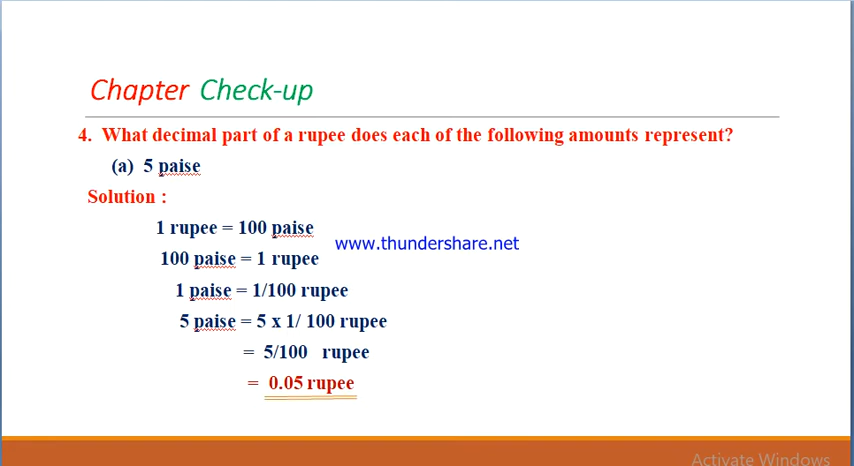 Chapter Check-up
4. What decimal part of a rupee does each of the following amounts represent?
(a) 5 paise
Solution :
1 rupee = 100 paise
www.thundershare.net
100 paise = 1 rupee
1 paise = 1/100 rupee
5 paise = 5 x 1/ 100 rupee
= 5/100 rupee
= 0.05 rupee
Activate Windows